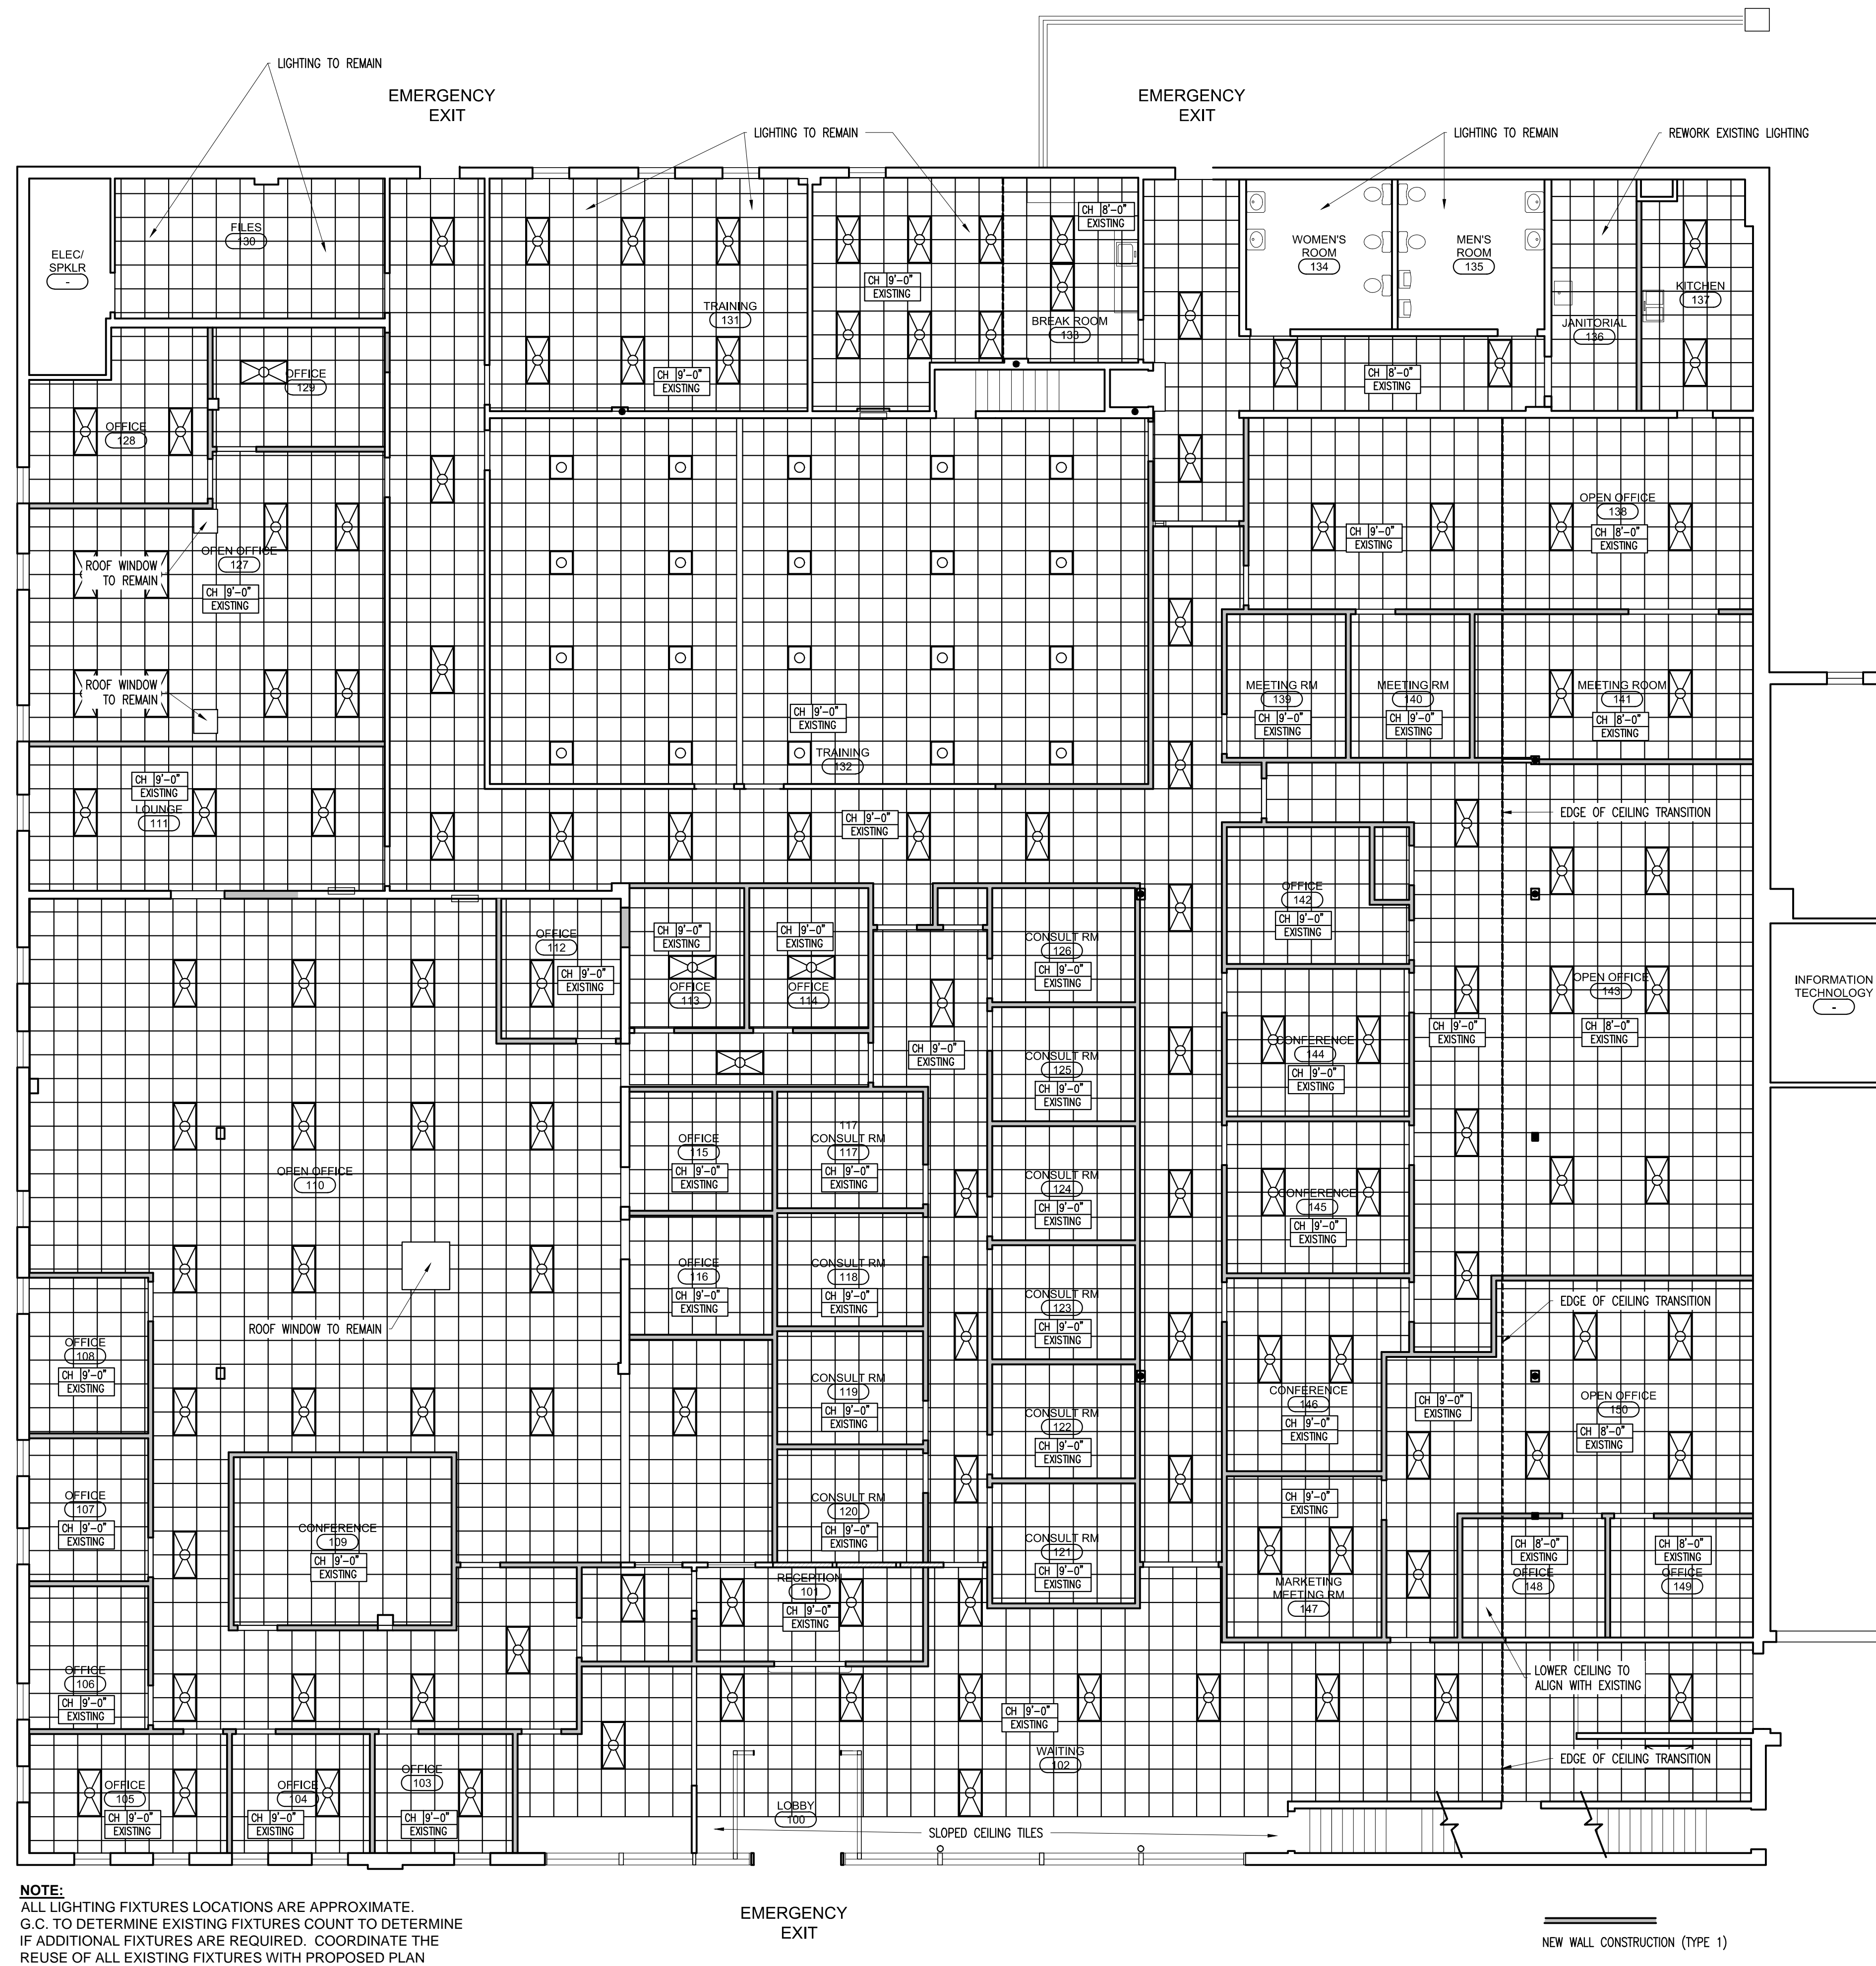 LIGHTING TO REMAIN
EMERGENCY
EXIT
EMERGENCY
EXIT
LIGHTING TO REMAIN
LIGHTING TO REMAIN
REWORK EXISTING LIGHTING
ELEC/
SPKLR
-
FILES
130
TRAINING
131
CH 9'-0"
EXISTING
CH 9'-0"
EXISTING
CH 8'-0"
EXISTING
BREAK ROOM
133
WOMEN'S
ROOM
134
MEN'S
ROOM
135
JANITORIAL
136
KITCHEN
137
CH 8'-0"
EXISTING
OFFICE
129
OFFICE
128
OPEN OFFICE
127
CH 9'-0"
EXISTING
ROOF WINDOW
TO REMAIN
ROOF WINDOW
TO REMAIN
CH 9'-0"
EXISTING
LOUNGE
111
CH 9'-0"
EXISTING
TRAINING
132
CH 9'-0"
EXISTING
CH 9'-0"
EXISTING
OPEN OFFICE
138
CH 8'-0"
EXISTING
MEETING RM
139
CH 9'-0"
EXISTING
MEETING RM
140
CH 9'-0"
EXISTING
MEETING ROOM
141
CH 8'-0"
EXISTING
EDGE OF CEILING TRANSITION
OFFICE
142
CH 9'-0"
EXISTING
OFFICE
112
CH 9'-0"
EXISTING
CH 9'-0"
EXISTING
OFFICE
113
CH 9'-0"
EXISTING
OFFICE
114
CH 9'-0"
EXISTING
CONSULT RM
126
CH 9'-0"
EXISTING
CONSULT RM
125
CH 9'-0"
EXISTING
CONFERENCE
144
CH 9'-0"
EXISTING
CH 9'-0"
EXISTING
OPEN OFFICE
143
CH 8'-0"
EXISTING
INFORMATION
TECHNOLOGY
-
OPEN OFFICE
110
OFFICE
115
CH 9'-0"
EXISTING
117
CONSULT RM
117
CH 9'-0"
EXISTING
CONSULT RM
124
CH 9'-0"
EXISTING
CONFERENCE
145
CH 9'-0"
EXISTING
OFFICE
116
CH 9'-0"
EXISTING
CONSULT RM
118
CH 9'-0"
EXISTING
CONSULT RM
123
CH 9'-0"
EXISTING
EDGE OF CEILING TRANSITION
ROOF WINDOW TO REMAIN
OFFICE
108
CH 9'-0"
EXISTING
CONSULT RM
119
CH 9'-0"
EXISTING
CONSULT RM
122
CH 9'-0"
EXISTING
CONFERENCE
146
CH 9'-0"
EXISTING
CH 9'-0"
EXISTING
OPEN OFFICE
150
CH 8'-0"
EXISTING
OFFICE
107
CH 9'-0"
EXISTING
CONFERENCE
109
CH 9'-0"
EXISTING
CONSULT RM
120
CH 9'-0"
EXISTING
CONSULT RM
121
CH 9'-0"
EXISTING
CH 9'-0"
EXISTING
MARKETING
MEETING RM
147
CH 8'-0"
EXISTING
OFFICE
148
CH 8'-0"
EXISTING
OFFICE
149
RECEPTION
101
CH 9'-0"
EXISTING
OFFICE
106
CH 9'-0"
EXISTING
LOWER CEILING TO
ALIGN WITH EXISTING
CH 9'-0"
EXISTING
WAITING
102
EDGE OF CEILING TRANSITION
OFFICE
105
CH 9'-0"
EXISTING
OFFICE
104
CH 9'-0"
EXISTING
OFFICE
103
CH 9'-0"
EXISTING
LOBBY
100
SLOPED CEILING TILES
NOTE:
ALL LIGHTING FIXTURES LOCATIONS ARE APPROXIMATE.
G.C. TO DETERMINE EXISTING FIXTURES COUNT TO DETERMINE
IF ADDITIONAL FIXTURES ARE REQUIRED. COORDINATE THE
REUSE OF ALL EXISTING FIXTURES WITH PROPOSED PLAN
EMERGENCY
EXIT
NEW WALL CONSTRUCTION (TYPE 1)